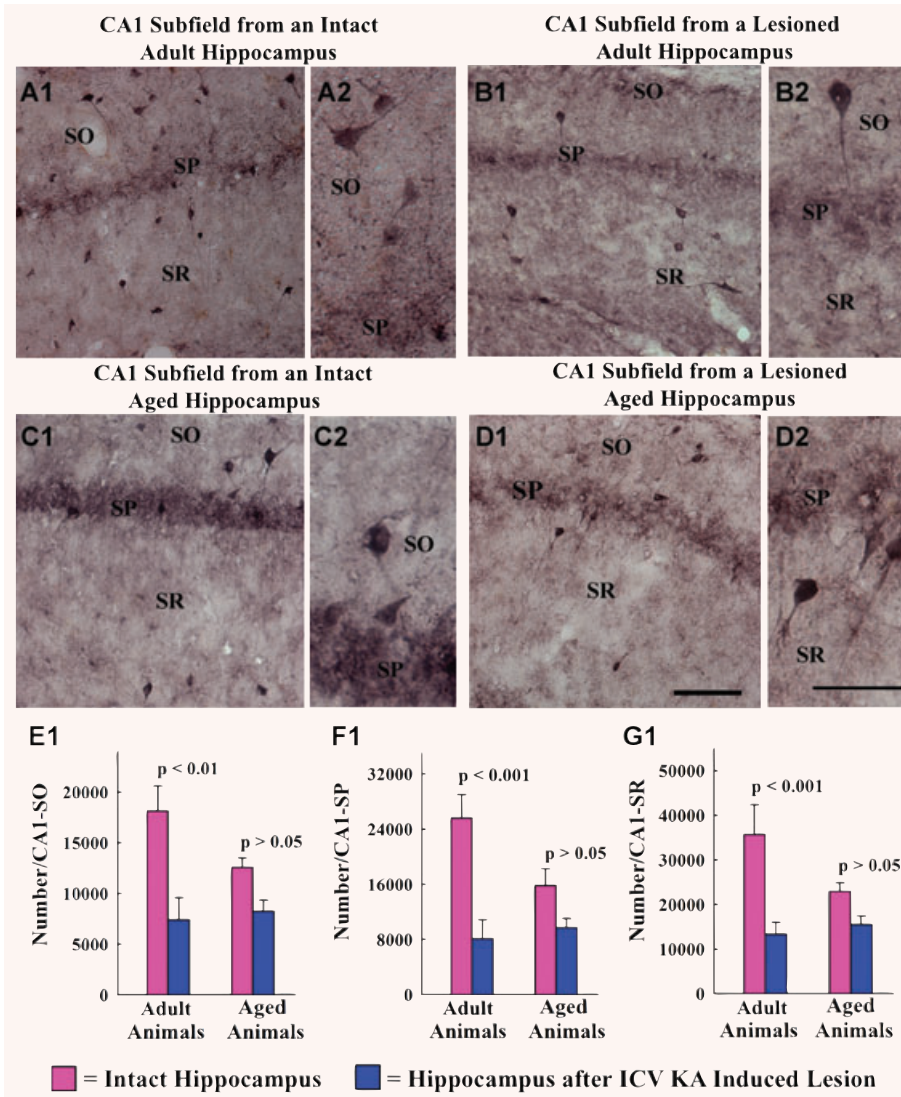 CA1 Subfield from an Intact
Adult Hippocampus
CA1 Subfield from a Lesioned
Adult Hippocampus
A1
SO
SP
SR
A2
SO
SP
B1
SO
SP
SR
B2
SO
SP
SR
CA1 Subfield from an Intact
Aged Hippocampus
CA1 Subfield from a Lesioned
Aged Hippocampus
C1
SO
SP
SR
C2
SO
SP
D1
SO
SP
SR
D2
SP
SR
E1
Number/CA1-SO
20000
15000
10000
5000
0
p < 0.01
p > 0.05
Adult
Animals
Aged
Animals
F1
Number/CA1-SP
32000
24000
16000
8000
0
p < 0.001
p > 0.05
Adult
Animals
Aged
Animals
G1
Number/CA1-SR
50000
40000
30000
20000
10000
0
p < 0.001
p > 0.05
Adult
Animals
Aged
Animals
= Intact Hippocampus
= Hippocampus after ICV KA Induced Lesion